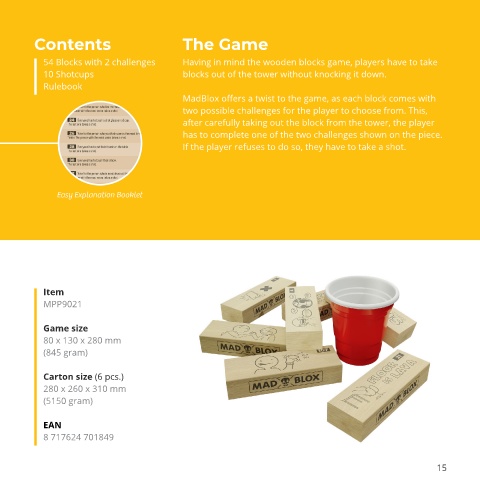 Contents
54 Blocks with 2 challenges
10 Shotcups
Rulebook
Easy Explanation Booklet
The Game
Having in mind the wooden blocks game, players have to take
blocks out of the tower without knocking it down.
MadBlox offers a twist to the game, as each block comes with
two possible challenges for the player to choose from. This,
after carefully taking out the block from the tower, the player
has to complete one of the two challenges shown on the piece.
If the player refuses to do so, they have to take a shot.
Item
MPP9021
Game size
80 x 130 x 280 mm
(845 gram)
Carton size (6 pcs.)
280 x 260 x 310 mm
(5150 gram)
EAN
8 717624 701849
MAD BLOX
MAD BLOX
MAD BLOX
MAD BLOX
15